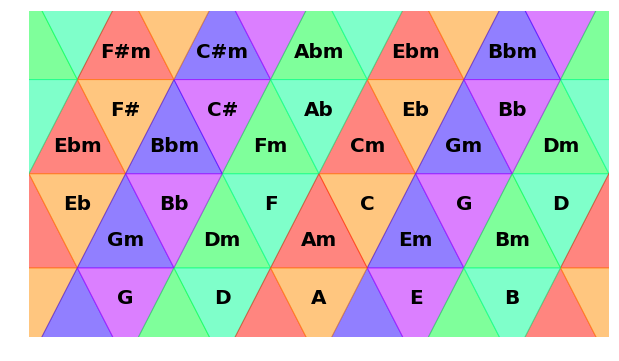 F#m C#m Abm Ebm Bbm
F# C# Ab Eb Bb
Ebm Bbm Fm Cm Gm Dm
Eb Bb F C G D
Gm Dm Am Em Bm
G D A E B